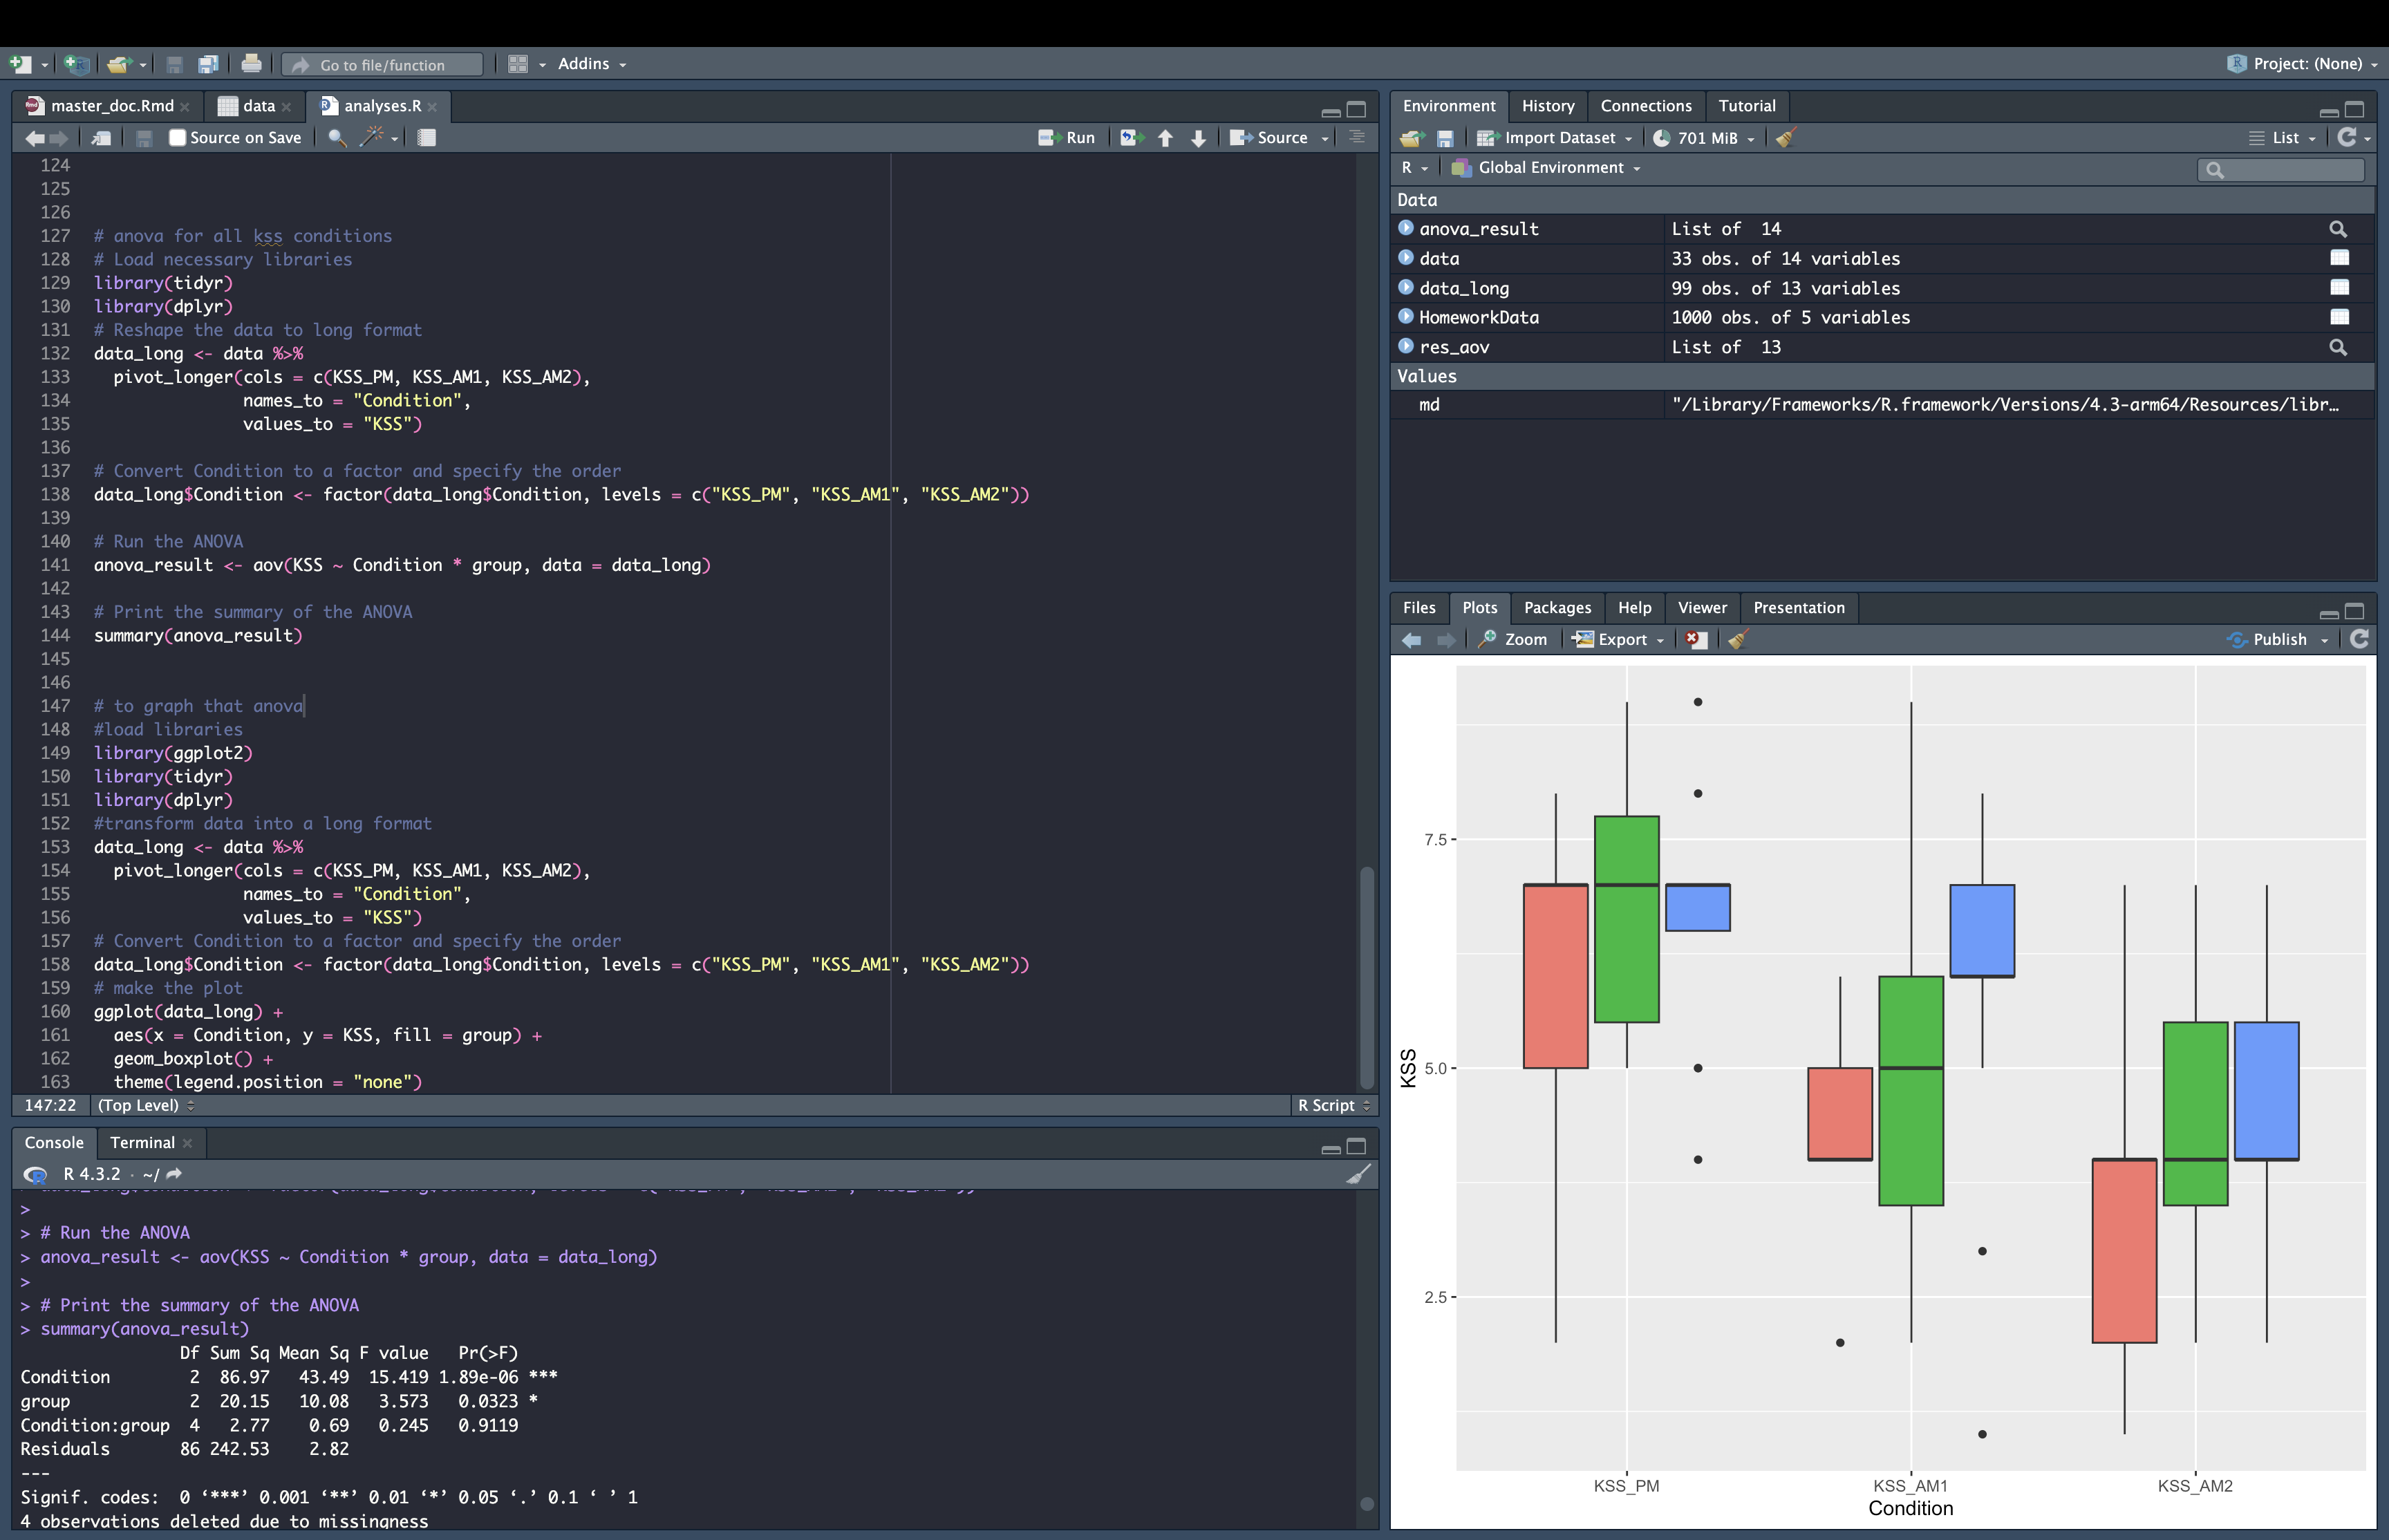 Go to file/function
Addins
Project: (None)
master_doc.Rmd
data
analyses.R
Source on Save
Run
Source
124
125
126
127 # anova for all kss conditions
128 # Load necessary libraries
129 library(tidyr)
130 library(dplyr)
131 # Reshape the data to long format
132 data_long <- data %>%
133 pivot_longer(cols = c(KSS_PM, KSS_AM1, KSS_AM2),
134 names_to = "Condition",
135 values_to = "KSS")
136
137 # Convert Condition to a factor and specify the order
138 data_long$Condition <- factor(data_long$Condition, levels = c("KSS_PM", "KSS_AM1", "KSS_AM2"))
139
140 # Run the ANOVA
141 anova_result <- aov(KSS ~ Condition * group, data = data_long)
142
143 # Print the summary of the ANOVA
144 summary(anova_result)
145
146
147 # to graph that anova
148 #load libraries
149 library(ggplot2)
150 library(tidyr)
151 library(dplyr)
152 #transform data into a long format
153 data_long <- data %>%
154 pivot_longer(cols = c(KSS_PM, KSS_AM1, KSS_AM2),
155 names_to = "Condition",
156 values_to = "KSS")
157 # Convert Condition to a factor and specify the order
158 data_long$Condition <- factor(data_long$Condition, levels = c("KSS_PM", "KSS_AM1", "KSS_AM2"))
159 # make the plot
160 ggplot(data_long) +
161 aes(x = Condition, y = KSS, fill = group) +
162 geom_boxplot() +
163 theme(legend.position = "none")
147:22 (Top Level) R Script
Console Terminal
R 4.3.2 · ~/
>
> # Run the ANOVA
> anova_result <- aov(KSS ~ Condition * group, data = data_long)
>
> # Print the summary of the ANOVA
> summary(anova_result)
Df Sum Sq Mean Sq F value Pr(>F)
Condition 2 86.97 43.49 15.419 1.89e-06 ***
group 2 20.15 10.08 3.573 0.0323 *
Condition:group 4 2.77 0.69 0.245 0.9119
Residuals 86 242.53 2.82
---
Signif. codes: 0 ‘***’ 0.001 ‘**’ 0.01 ‘*’ 0.05 ‘.’ 0.1 ‘ ’ 1
4 observations deleted due to missingness
Environment History Connections Tutorial
Import Dataset 701 MiB List
R Global Environment
Data
anova_result List of 14
data 33 obs. of 14 variables
data_long 99 obs. of 13 variables
HomeworkData 1000 obs. of 5 variables
res_aov List of 13
Values
md "/Library/Frameworks/R.framework/Versions/4.3-arm64/Resources/libr…
Files Plots Packages Help Viewer Presentation
Zoom Export Publish
7.5
5.0
2.5
KSS
KSS_PM KSS_AM1 KSS_AM2
Condition